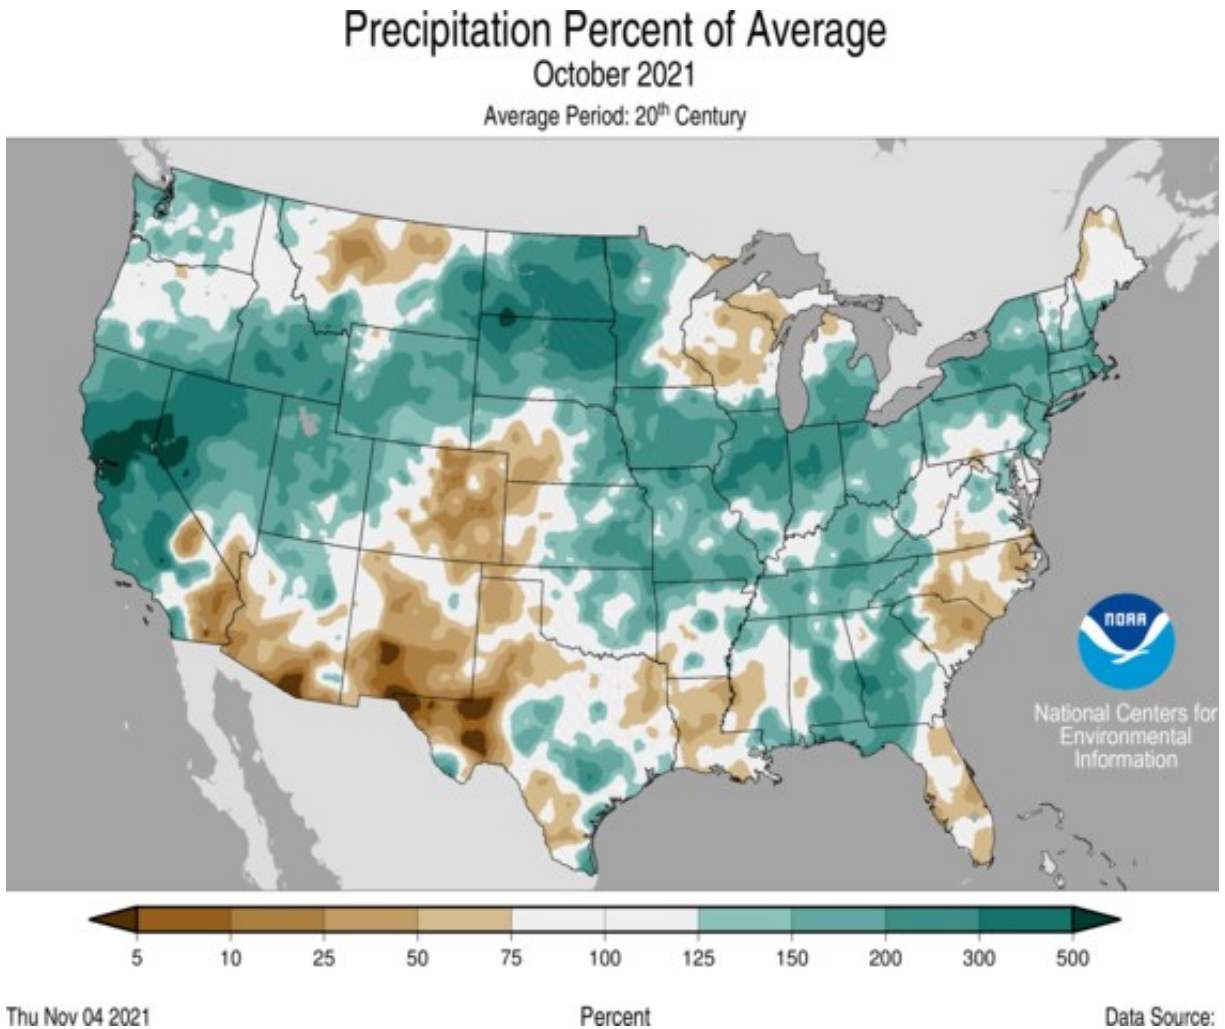 Precipitation Percent of Average
October 2021
Average Period: 20th Century
NOAA
National Centers for
Environmental
Information
5 10 25 50 75 100 125 150 200 300 500
Thu Nov 04 2021 Percent Data Source: